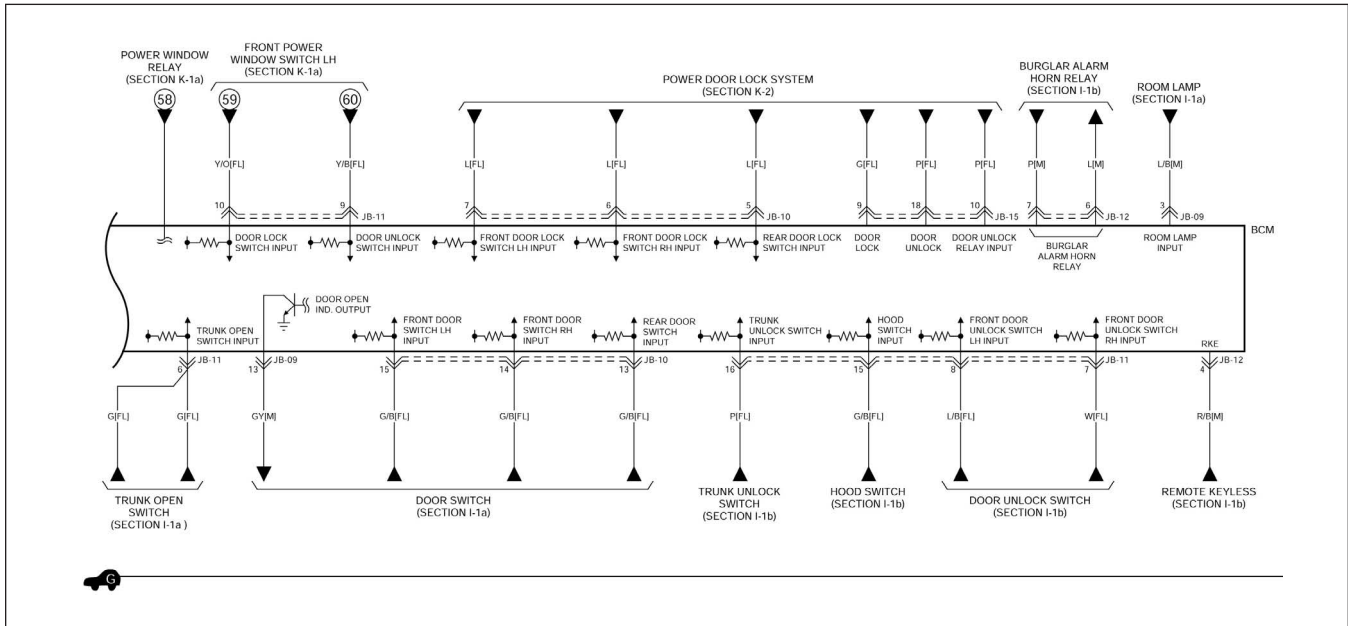 POWER WINDOW
RELAY
(SECTION K-1a)
FRONT POWER
WINDOW SWITCH LH
(SECTION K-1a)
POWER DOOR LOCK SYSTEM
(SECTION K-2)
BURGLAR ALARM
HORN RELAY
(SECTION I-1b)
ROOM LAMP
(SECTION I-1a)
58 59 60
Y/O[FL] Y/B[FL] L[FL] L[FL] L[FL] G[FL] P[FL] P[FL] P[M] L[M] L/B[M]
10 9 JB-11 7 6 5 JB-10 9 18 10 JB-15 7 6 JB-12 3 JB-09
BCM
DOOR LOCK
SWITCH INPUT
DOOR UNLOCK
SWITCH INPUT
FRONT DOOR LOCK
SWITCH LH INPUT
FRONT DOOR LOCK
SWITCH RH INPUT
REAR DOOR LOCK
SWITCH INPUT
DOOR
LOCK
DOOR
UNLOCK
DOOR UNLOCK
RELAY INPUT
BURGLAR
ALARM HORN
RELAY
ROOM LAMP
INPUT
DOOR OPEN
IND. OUTPUT
TRUNK OPEN
SWITCH INPUT
FRONT DOOR
SWITCH LH
INPUT
FRONT DOOR
SWITCH RH
INPUT
REAR DOOR
SWITCH
INPUT
TRUNK
UNLOCK SWITCH
INPUT
HOOD
SWITCH
INPUT
FRONT DOOR
UNLOCK SWITCH
LH INPUT
FRONT DOOR
UNLOCK SWITCH
RH INPUT
RKE
6 JB-11 13 JB-09 15 14 13 JB-10 16 15 8 7 JB-11 4 JB-12
G[FL] G[FL] GY[M] G/B[FL] G/B[FL] G/B[FL] P[FL] G/B[FL] L/B[FL] W[FL] R/B[M]
TRUNK OPEN
SWITCH
(SECTION I-1a )
DOOR SWITCH
(SECTION I-1a)
TRUNK UNLOCK
SWITCH
(SECTION I-1b)
HOOD SWITCH
(SECTION I-1b)
DOOR UNLOCK SWITCH
(SECTION I-1b)
REMOTE KEYLESS
(SECTION I-1b)
G